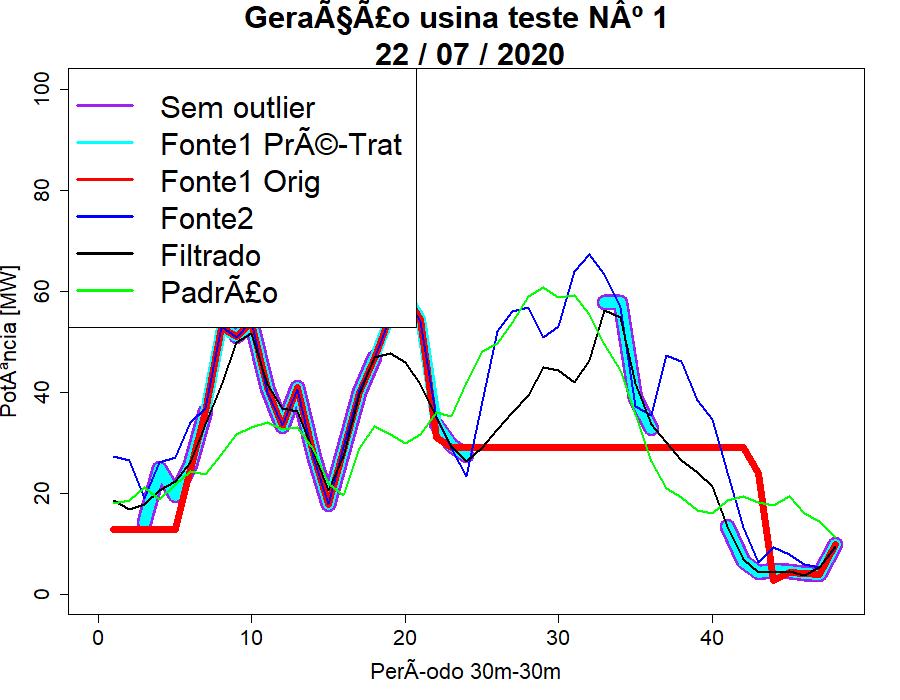 GeraÃ§Ã£o usina teste NÂº 1
22 / 07 / 2020
Sem outlier
Fonte1 PrÃ©-Trat
Fonte1 Orig
Fonte2
Filtrado
PadrÃ£o
PotÃªncia [MW]
100
80
60
40
20
0
0 10 20 30 40
PerÃ­odo 30m-30m